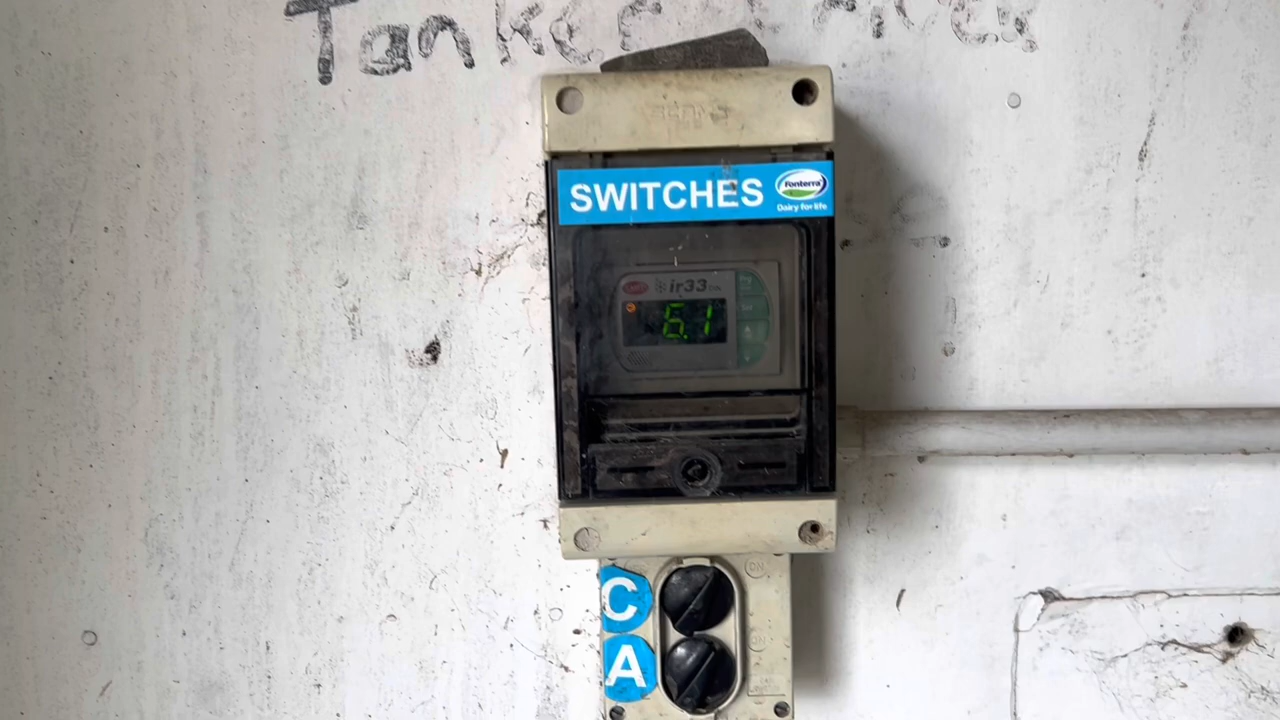 Tanker
SWITCHES
Fonterra
Dairy for life
ir33
6.1
C
A